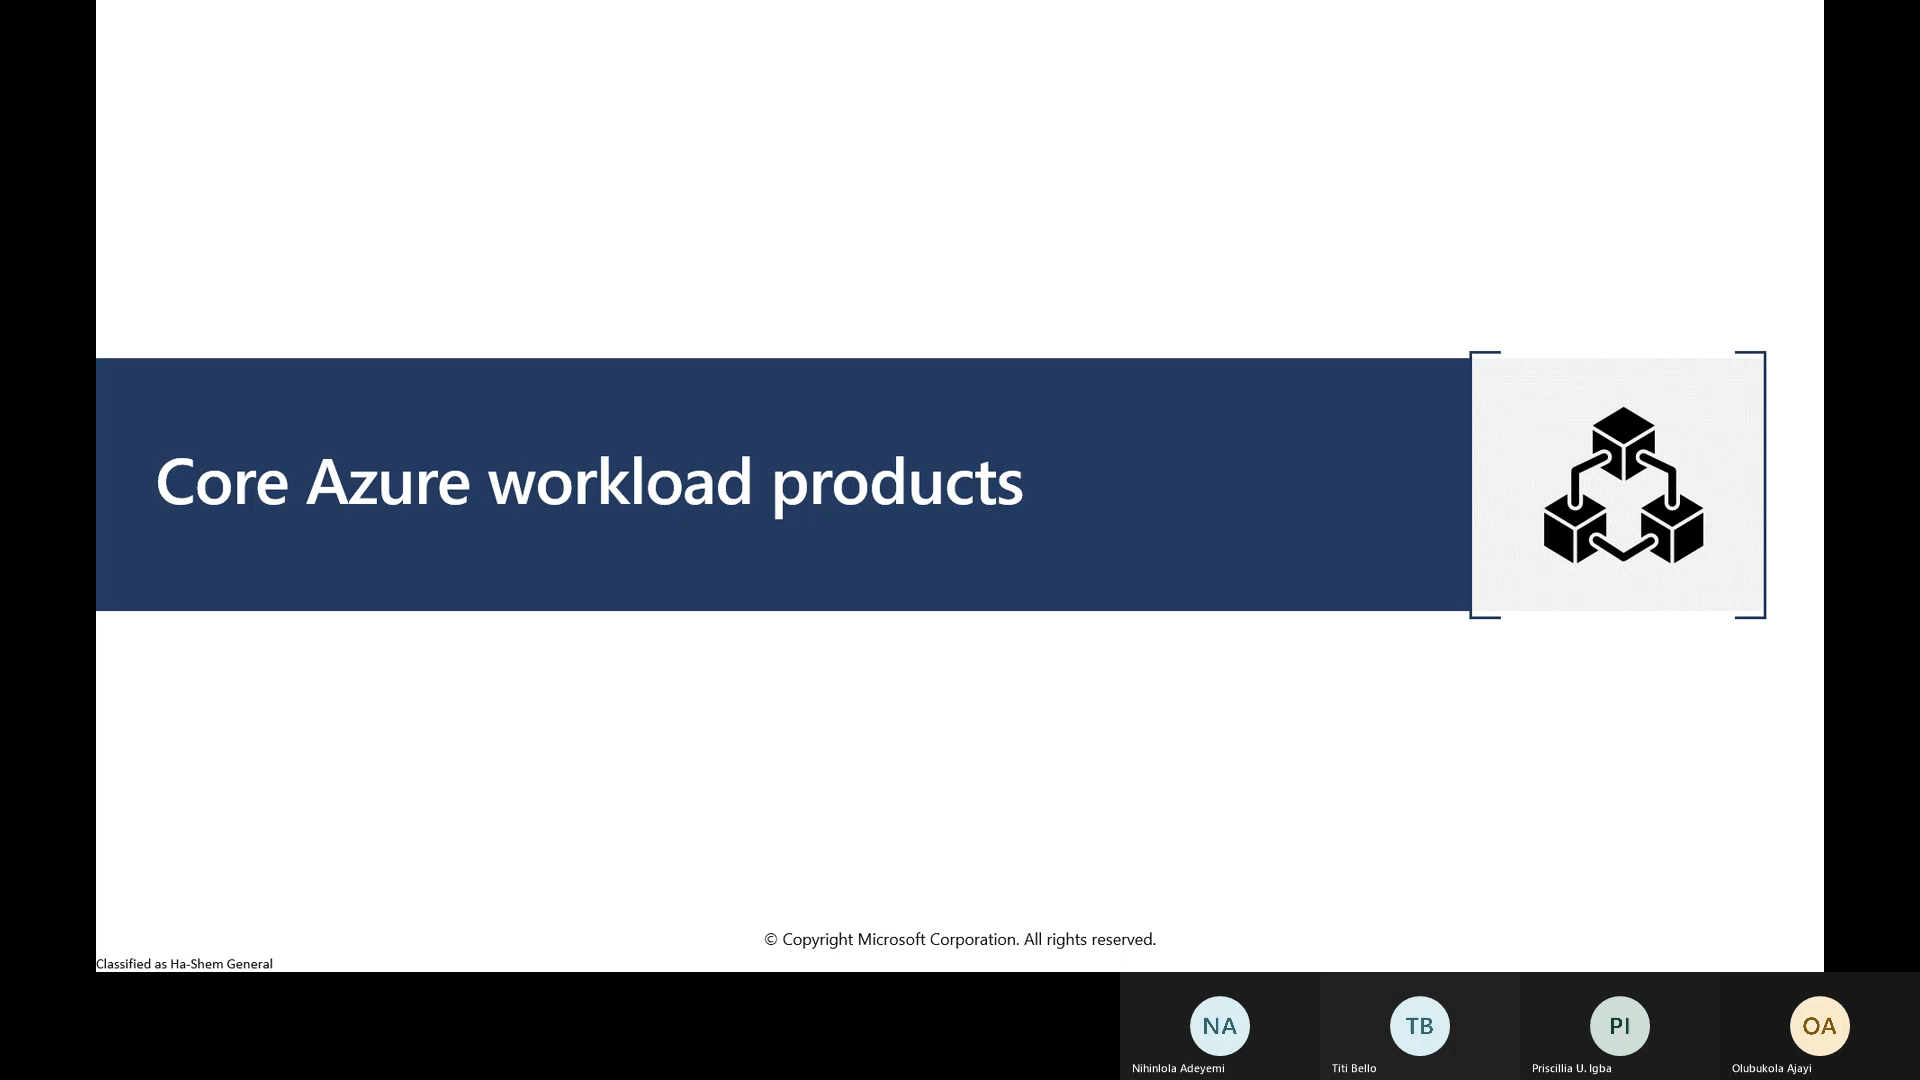 Core Azure workload products
© Copyright Microsoft Corporation. All rights reserved.
Classified as Ha-Shem General
NA
TB
PI
OA
Nihinlola Adeyemi
Titi Bello
Priscillia U. Igba
Olubukola Ajayi